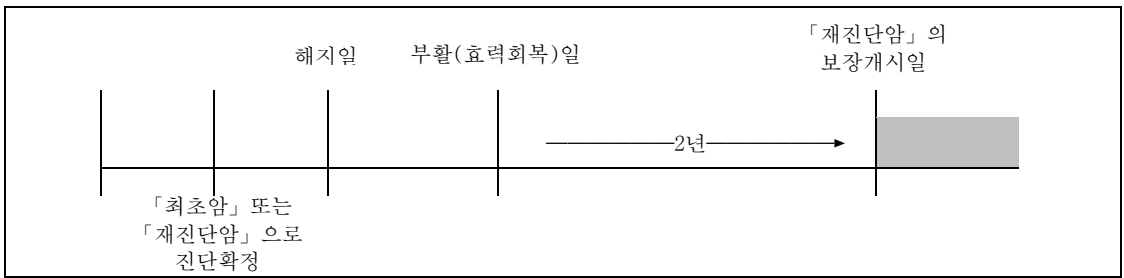 해지일
부활(효력회복)일
「재진단암」의
보장개시일
2년
「최초암」 또는
「재진단암」으로
진단확정